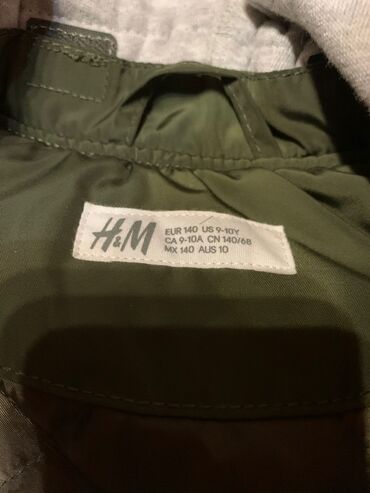 H&M
EUR 140 US 9-10Y
CA 9-10A CN 140/68
MX 140 AUS 10